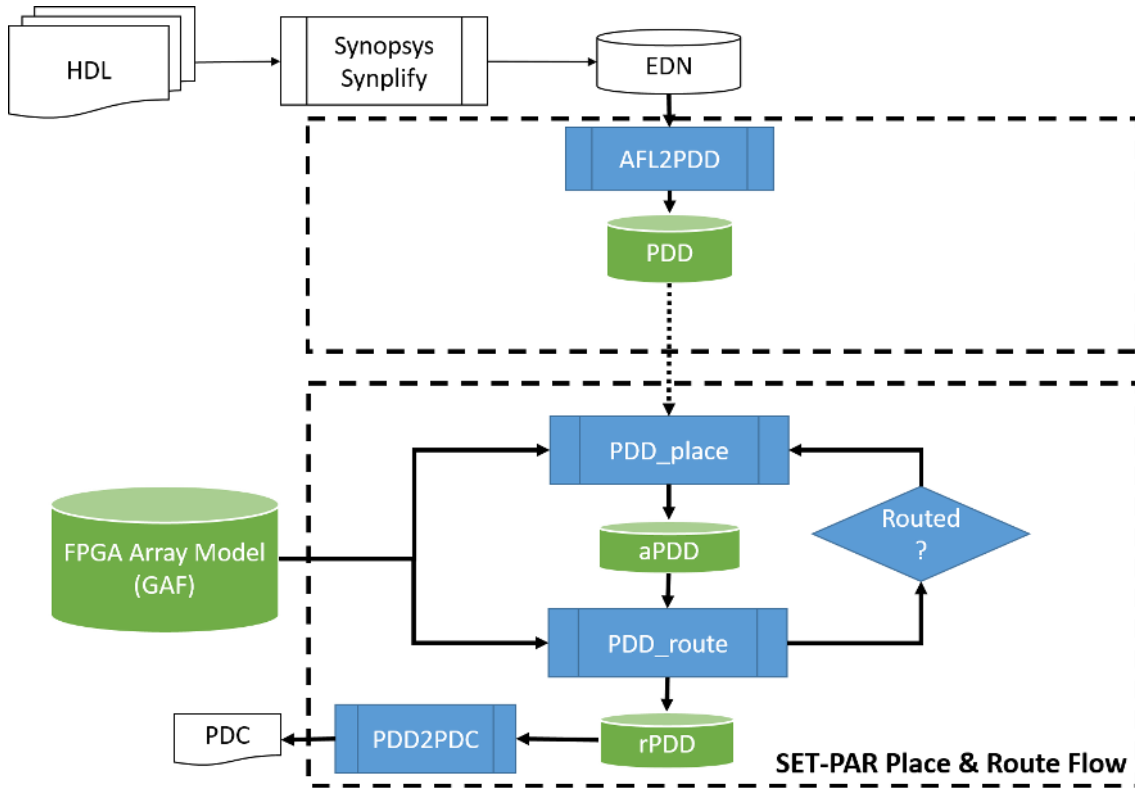 HDL
Synopsys
Synplify
EDN
AFL2PDD
PDD
PDD_place
FPGA Array Model
(GAF)
aPDD
Routed
?
PDD_route
PDC
PDD2PDC
rPDD
SET-PAR Place & Route Flow